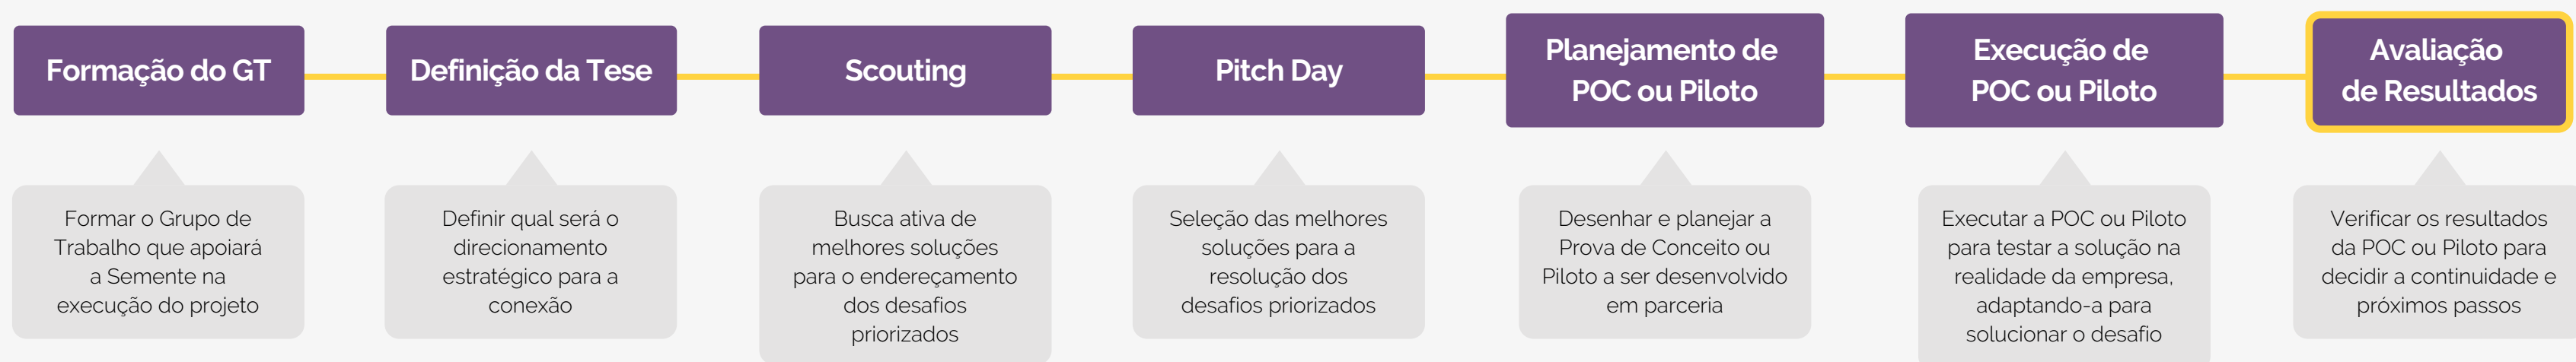 Formação do GT
Definição da Tese
Scouting
Pitch Day
Planejamento de
POC ou Piloto
Execução de
POC ou Piloto
Avaliação
de Resultados
Formar o Grupo de
Trabalho que apoiará
a Semente na
execução do projeto
Definir qual será o
direcionamento
estratégico para a
conexão
Busca ativa de
melhores soluções
para o endereçamento
dos desafios
priorizados
Seleção das melhores
soluções para a
resolução dos
desafios priorizados
Desenhar e planejar a
Prova de Conceito ou
Piloto a ser desenvolvido
em parceria
Executar a POC ou Piloto
para testar a solução na
realidade da empresa,
adaptando-a para
solucionar o desafio
Verificar os resultados
da POC ou Piloto para
decidir a continuidade e
próximos passos